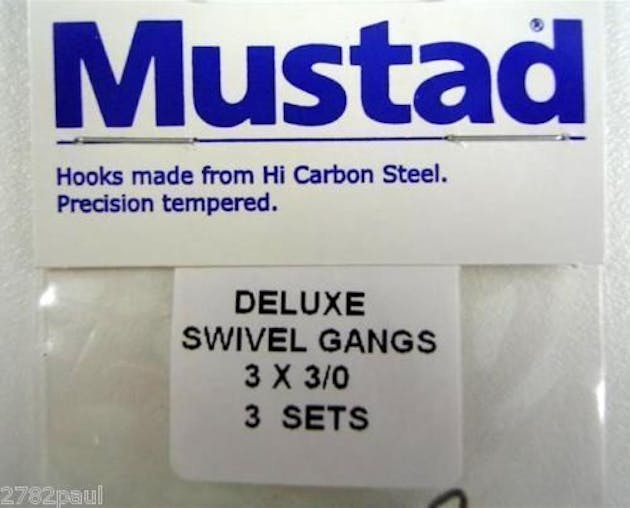 Mustad®
Hooks made from Hi Carbon Steel.
Precision tempered.
DELUXE
SWIVEL GANGS
3 X 3/0
3 SETS
2782paul